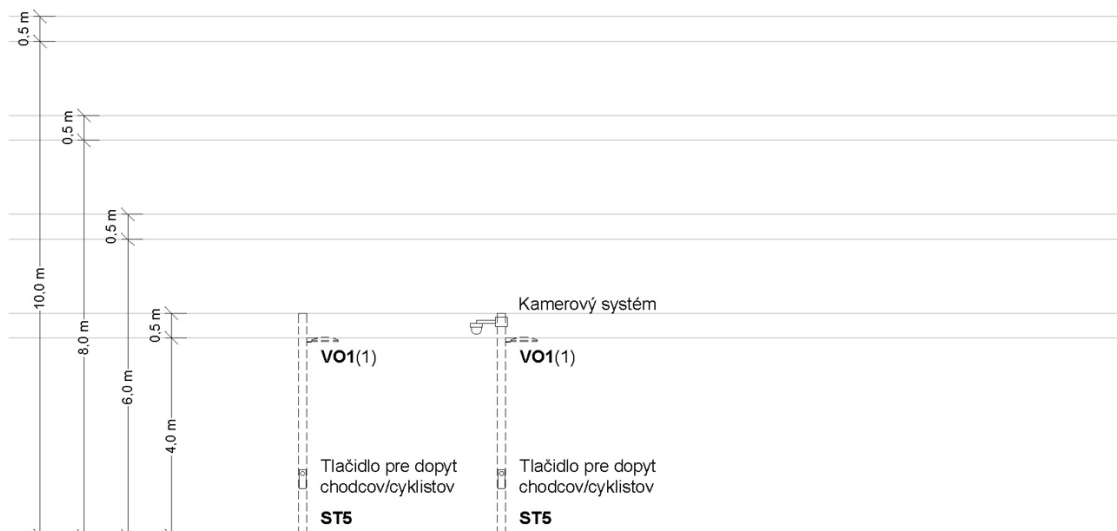 0,5 m
10,0 m
0,5 m
8,0 m
0,5 m
6,0 m
0,5 m
4,0 m
VO1(1)
Tlačidlo pre dopyt
chodcov/cyklistov
ST5
Kamerový systém
VO1(1)
Tlačidlo pre dopyt
chodcov/cyklistov
ST5